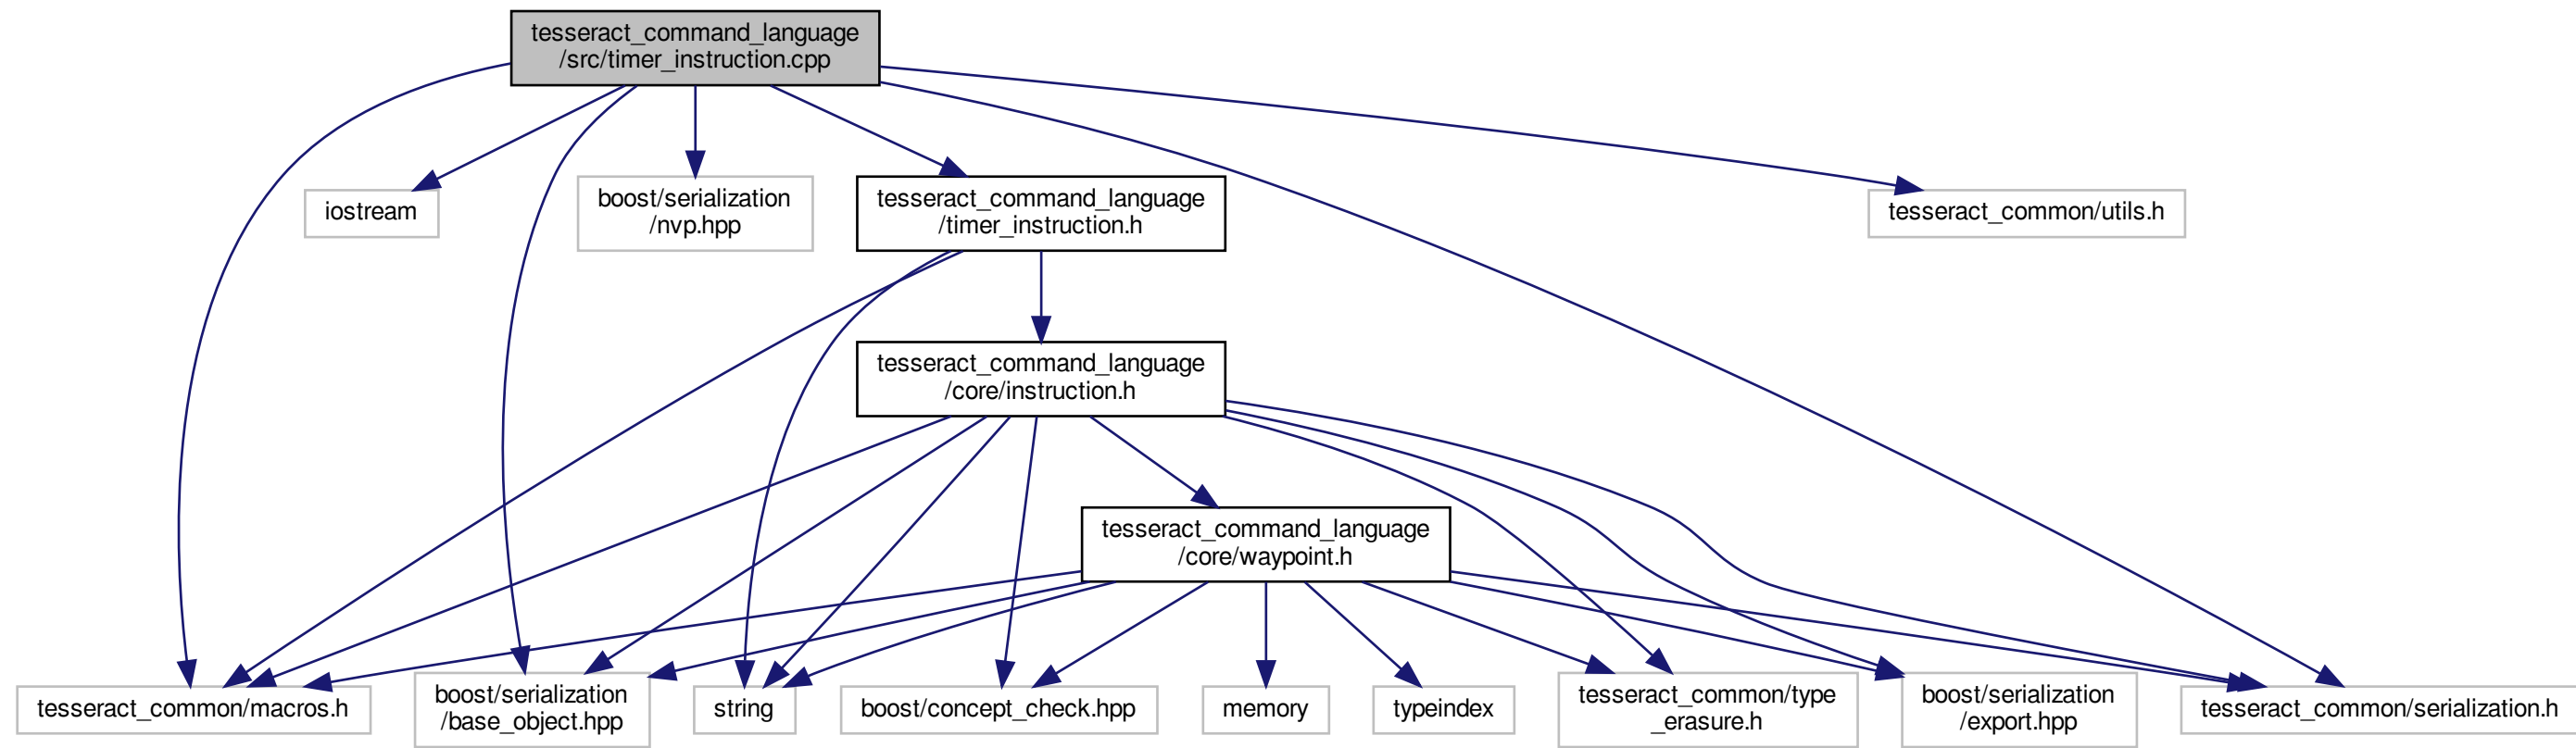 tesseract_command_language
/src/timer_instruction.cpp
iostream
boost/serialization
/nvp.hpp
tesseract_command_language
/timer_instruction.h
tesseract_common/utils.h
tesseract_command_language
/core/instruction.h
tesseract_command_language
/core/waypoint.h
tesseract_common/macros.h
boost/serialization
/base_object.hpp
string
boost/concept_check.hpp
memory
typeindex
tesseract_common/type
_erasure.h
boost/serialization
/export.hpp
tesseract_common/serialization.h